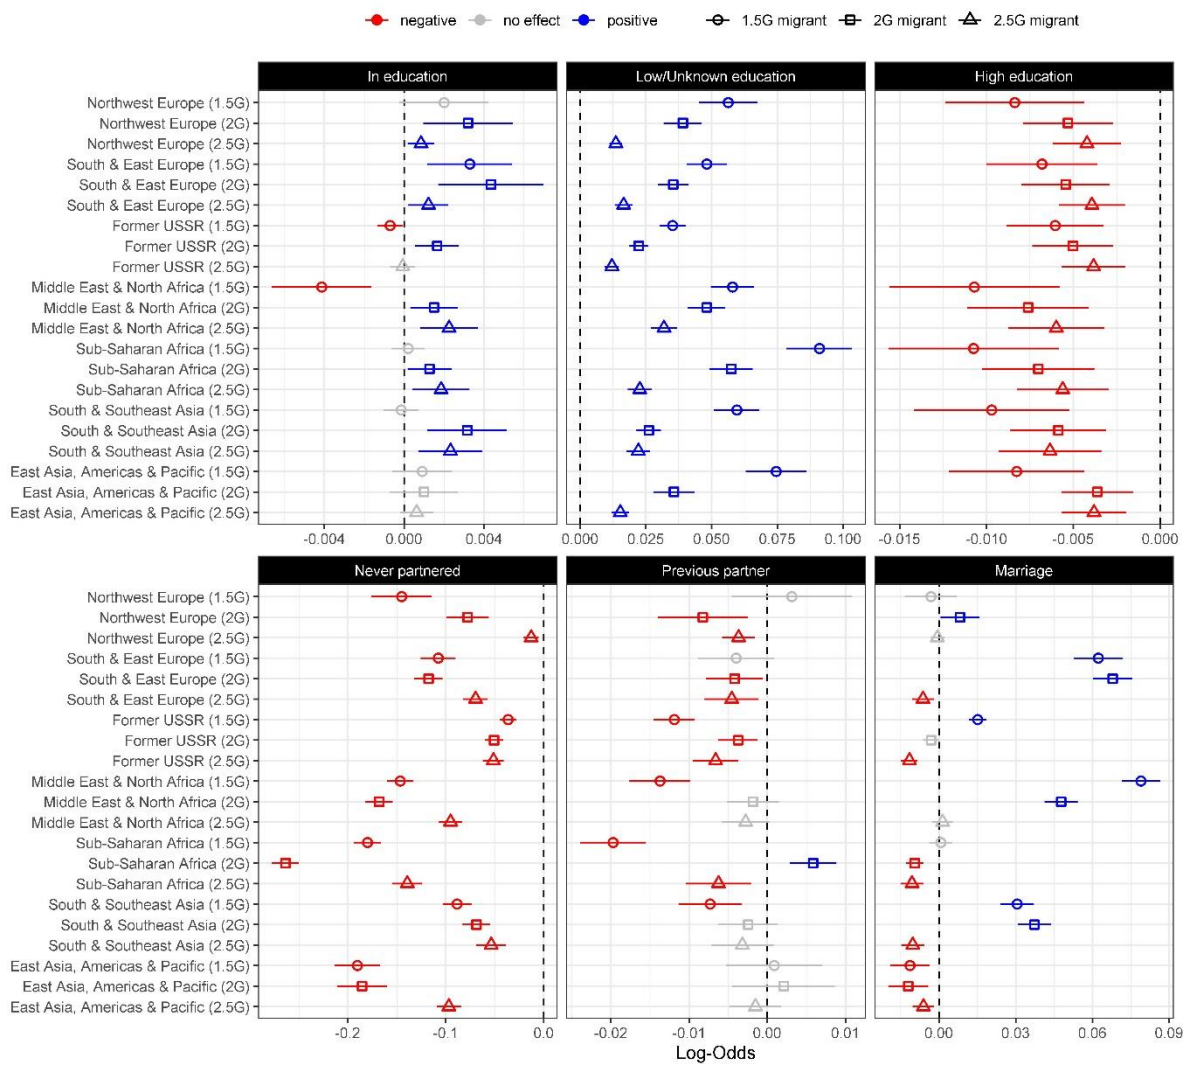 negative no effect positive 1.5G migrant 2G migrant 2.5G migrant
In education Low/Unknown education High education
Northwest Europe (1.5G)
Northwest Europe (2G)
Northwest Europe (2.5G)
South & East Europe (1.5G)
South & East Europe (2G)
South & East Europe (2.5G)
Former USSR (1.5G)
Former USSR (2G)
Former USSR (2.5G)
Middle East & North Africa (1.5G)
Middle East & North Africa (2G)
Middle East & North Africa (2.5G)
Sub-Saharan Africa (1.5G)
Sub-Saharan Africa (2G)
Sub-Saharan Africa (2.5G)
South & Southeast Asia (1.5G)
South & Southeast Asia (2G)
South & Southeast Asia (2.5G)
East Asia, Americas & Pacific (1.5G)
East Asia, Americas & Pacific (2G)
East Asia, Americas & Pacific (2.5G)
-0.004 0.000 0.004 0.000 0.025 0.050 0.075 0.100 -0.015 -0.010 -0.005 0.000
Never partnered Previous partner Marriage
Northwest Europe (1.5G)
Northwest Europe (2G)
Northwest Europe (2.5G)
South & East Europe (1.5G)
South & East Europe (2G)
South & East Europe (2.5G)
Former USSR (1.5G)
Former USSR (2G)
Former USSR (2.5G)
Middle East & North Africa (1.5G)
Middle East & North Africa (2G)
Middle East & North Africa (2.5G)
Sub-Saharan Africa (1.5G)
Sub-Saharan Africa (2G)
Sub-Saharan Africa (2.5G)
South & Southeast Asia (1.5G)
South & Southeast Asia (2G)
South & Southeast Asia (2.5G)
East Asia, Americas & Pacific (1.5G)
East Asia, Americas & Pacific (2G)
East Asia, Americas & Pacific (2.5G)
-0.2 -0.1 0.0 -0.02 -0.01 0.00 0.01 0.00 0.03 0.06 0.09
Log-Odds